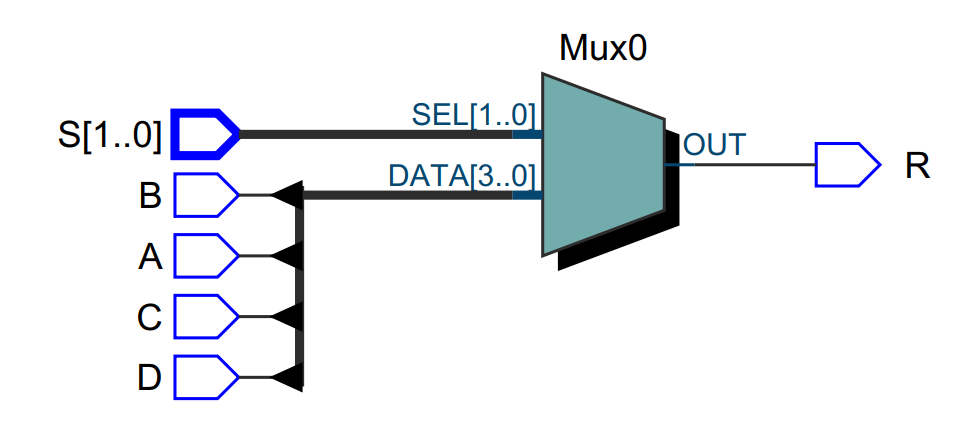 Mux0
S[1..0]
SEL[1..0]
OUT
DATA[3..0]
R
B
A
C
D